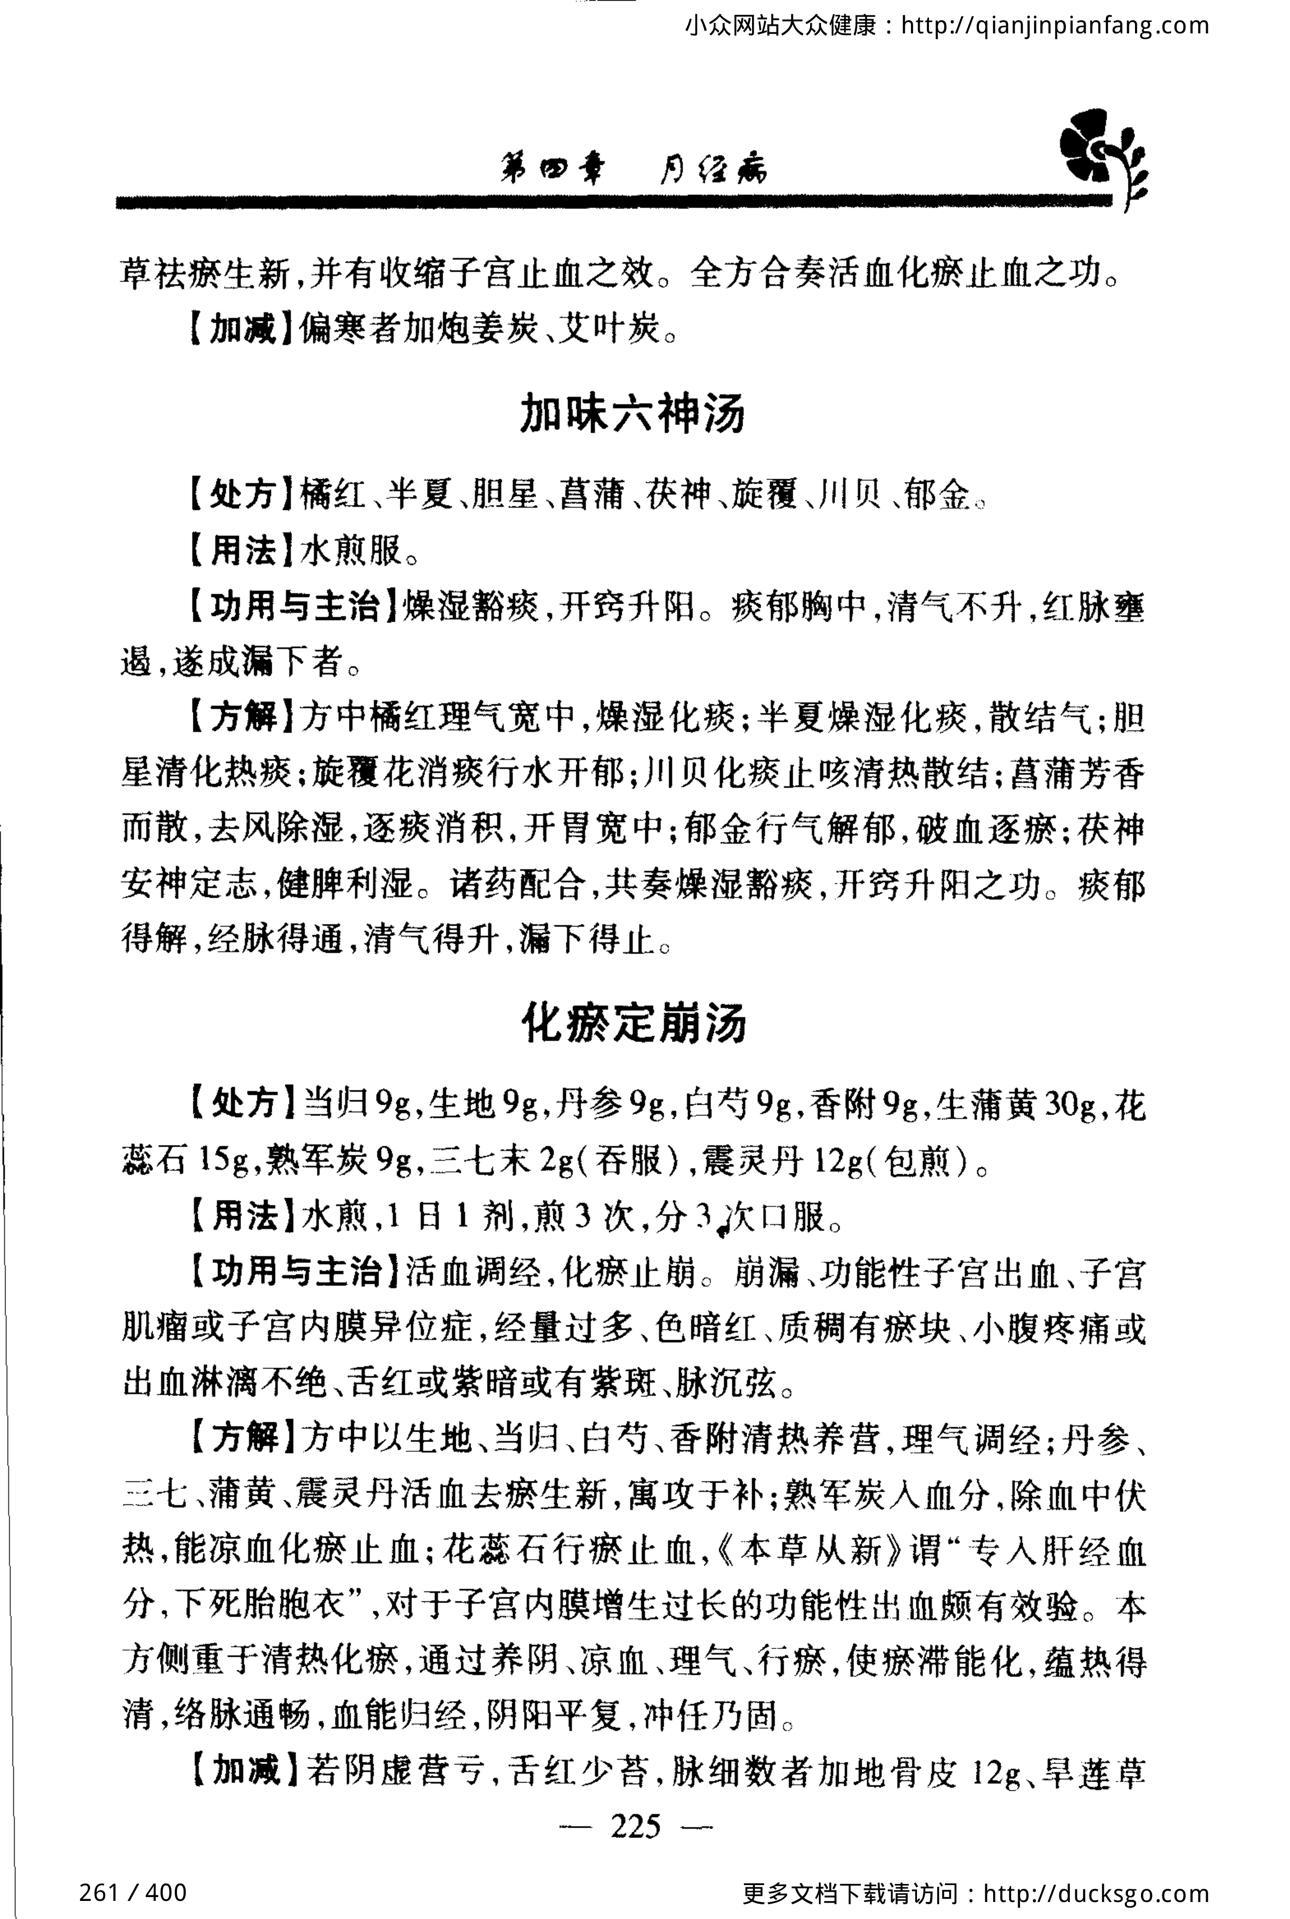 小众网站大众健康：http://qianjinpianfang.com
第四章 月经病
草祛瘀生新,并有收缩子宫止血之效。全方合奏活血化瘀止血之功。
【加减】偏寒者加炮姜炭、艾叶炭。
加味六神汤
【处方】橘红、半夏、胆星、菖蒲、茯神、旋覆、川贝、郁金。
【用法】水煎服。
【功用与主治】燥湿豁痰,开窍升阳。痰郁胸中,清气不升,红脉壅
遏,遂成漏下者。
【方解】方中橘红理气宽中,燥湿化痰;半夏燥湿化痰,散结气;胆
星清化热痰;旋覆花消痰行水开郁;川贝化痰止咳清热散结;菖蒲芳香
而散,去风除湿,逐痰消积,开胃宽中;郁金行气解郁,破血逐瘀;茯神
安神定志,健脾利湿。诸药配合,共奏燥湿豁痰,开窍升阳之功。痰郁
得解,经脉得通,清气得升,漏下得止。
化瘀定崩汤
【处方】当归9g,生地9g,丹参9g,白芍9g,香附9g,生蒲黄30g,花
蕊石15g,熟军炭9g,三七末2g(吞服),震灵丹12g(包煎)。
【用法】水煎,1日1剂,煎3次,分3次口服。
【功用与主治】活血调经,化瘀止崩。崩漏、功能性子宫出血、子宫
肌瘤或子宫内膜异位症,经量过多、色暗红、质稠有瘀块、小腹疼痛或
出血淋漓不绝、舌红或紫暗或有紫斑、脉沉弦。
【方解】方中以生地、当归、白芍、香附清热养营,理气调经;丹参、
三七、蒲黄、震灵丹活血去瘀生新,寓攻于补;熟军炭入血分,除血中伏
热,能凉血化瘀止血;花蕊石行瘀止血,《本草从新》谓“专入肝经血
分,下死胎胞衣”,对于子宫内膜增生过长的功能性出血颇有效验。本
方侧重于清热化瘀,通过养阴、凉血、理气、行瘀,使瘀滞能化,蕴热得
清,络脉通畅,血能归经,阴阳平复,冲任乃固。
【加减】若阴虚营亏,舌红少苔,脉细数者加地骨皮12g、旱莲草
— 225 —
261 / 400
更多文档下载请访问：http://ducksgo.com